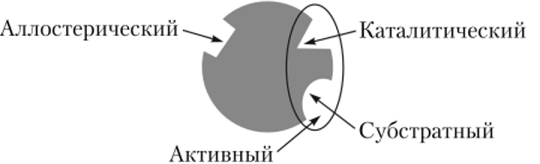 Аллостерический
Каталитический
Субстратный
Активный